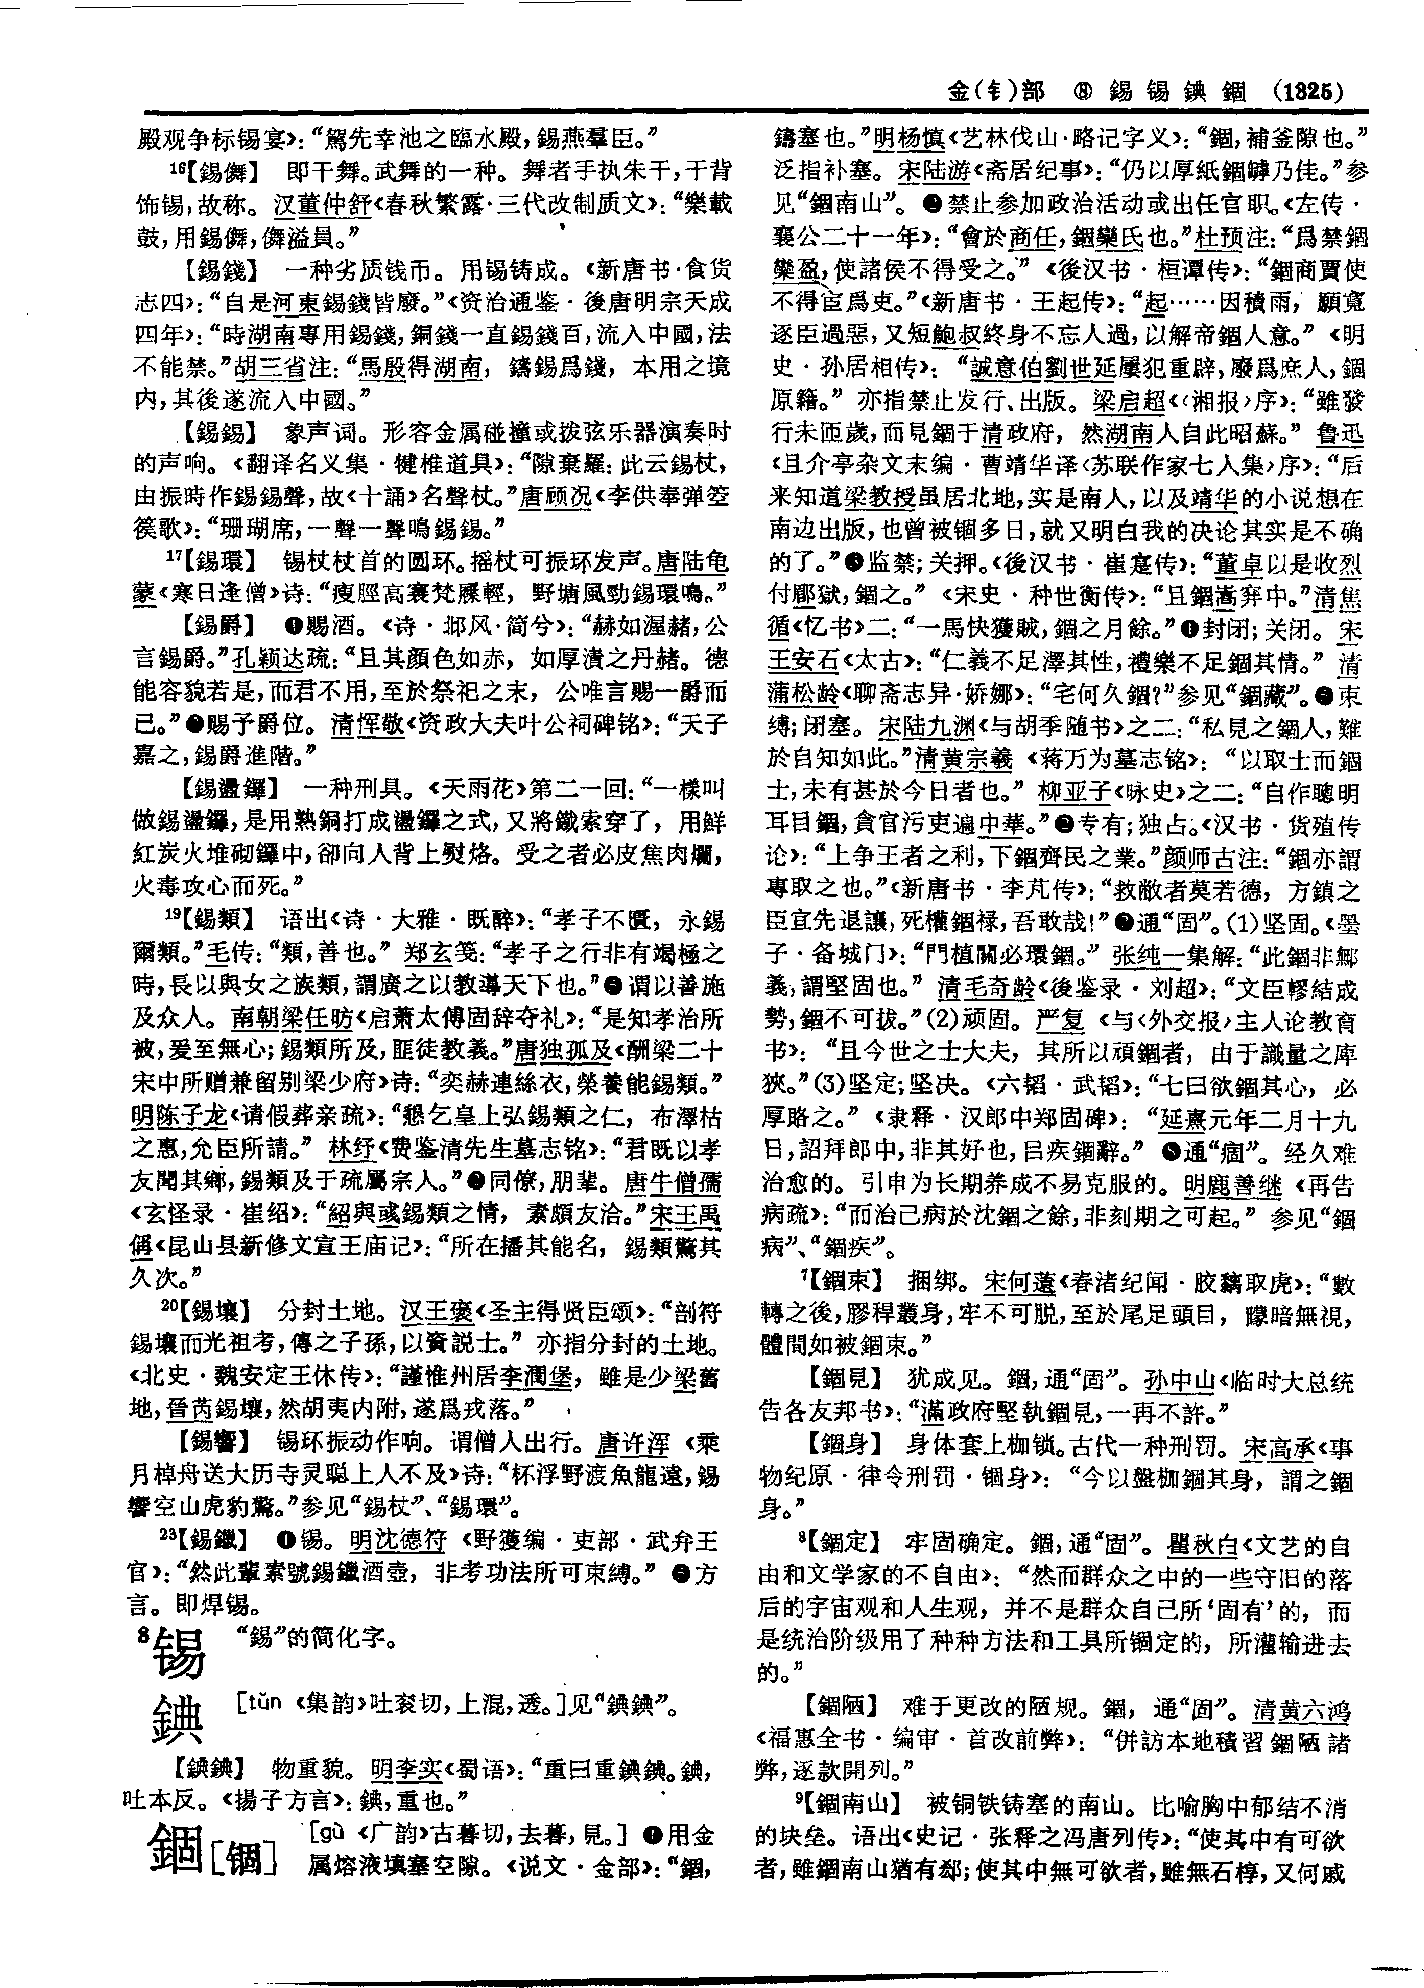 金(钅)部 ⑧ 錫锡錪錮 (1325)
殿观争标锡宴》：“駕先幸池之臨水殿，錫燕羣臣。”
16【錫儛】 即干舞。武舞的一种。舞者手执朱干，干背
饰锡，故称。汉董仲舒《春秋繁露·三代改制质文》：“樂載
鼓，用錫儛，儛溢員。”
【錫錢】 一种劣质钱币。用锡铸成。《新唐书·食货
志四》：“自是河東錫錢皆廢。”《资治通鉴·後唐明宗天成
四年》：“時湖南專用錫錢，銅錢一直錫錢百，流入中國，法
不能禁。”胡三省注：“馬殷得湖南，鑄錫爲錢，本用之境
内，其後遂流入中國。”
【錫錫】 象声词。形容金属碰撞或拨弦乐器演奏时
的声响。《翻译名义集·犍椎道具》：“隙棄羅：此云錫杖，
由振時作錫錫聲，故《十誦》名聲杖。”唐顾况《李供奉弹箜
篌歌》：“珊瑚席，一聲一聲鳴錫錫。”
17【錫環】 锡杖杖首的圆环。摇杖可振环发声。唐陆龟
蒙《寒日逢僧》诗：“瘦脛高褰梵屧輕，野塘風勁錫環鳴。”
【錫爵】 ❶赐酒。《诗·邶风·简兮》：“赫如渥赭，公
言錫爵。”孔颖达疏：“且其顔色如赤，如厚漬之丹赭。德
能容貌若是，而君不用，至於祭祀之末，公唯言賜一爵而
已。”❷赐予爵位。清恽敬《资政大夫叶公祠碑铭》：“天子
嘉之，錫爵進階。”
【錫盪鑼】 一种刑具。《天雨花》第二一回：“一樣叫
做錫盪鑼，是用熟銅打成盪鑼之式，又將鐵索穿了，用鮮
紅炭火堆砌鑼中，卻向人背上熨烙。受之者必皮焦肉爛，
火毒攻心而死。”
19【錫類】 语出《诗·大雅·既醉》：“孝子不匱，永錫
爾類。”毛传：“類，善也。”郑玄笺：“孝子之行非有竭極之
時，長以與女之族類，謂廣之以教導天下也。”❶谓以善施
及众人。南朝梁任昉《启萧太傅固辞夺礼》：“是知孝治所
被，爰至無心；錫類所及，匪徒教義。”唐独孤及《酬梁二十
宋中所赠兼留别梁少府》诗：“奕赫連絲衣，榮養能錫類。”
明陈子龙《请假葬亲疏》：“懇乞皇上弘錫類之仁，布澤枯
之惠，允臣所請。”林纾《费鉴清先生墓志铭》：“君既以孝
友聞其鄉，錫類及于疏屬宗人。”❷同僚，朋辈。唐牛僧孺
《玄怪录·崔绍》：“紹與彧錫類之情，素頗友洽。”宋王禹
偁《昆山县新修文宣王庙记》：“所在播其能名，錫類驚其
久次。”
20【錫壤】 分封土地。汉王褒《圣主得贤臣颂》：“剖符
錫壤而光祖考，傳之子孫，以資説士。”亦指分封的土地。
《北史·魏安定王休传》：“謹惟州居李潤堡，雖是少梁舊
地，晉芮錫壤，然胡夷内附，遂爲戎落。”
【錫響】 锡环振动作响。谓僧人出行。唐许浑《乘
月棹舟送大历寺灵聪上人不及》诗：“杯浮野渡魚龍遠，錫
響空山虎豹驚。”参见“錫杖”、“錫環”。
23【錫鑞】 ❶锡。明沈德符《野獲编·吏部·武弁王
官》：“然此輩素號錫鑞酒壺，非考功法所可束縛。”❷方
言。即焊锡。
8锡 “錫”的简化字。
錪 [tǔn 《集韵》吐衮切，上混，透。]见“錪錪”。
【錪錪】 物重貌。明李实《蜀语》：“重曰重錪錪。錪，
吐本反。《揚子方言》：錪，重也。”
錮[锢] [gù 《广韵》古暮切，去暮，見。] ❶用金
属熔液填塞空隙。《说文·金部》：“錮，
鑄塞也。”明杨慎《艺林伐山·略记字义》：“錮，補釜隙也。”
泛指补塞。宋陆游《斋居纪事》：“仍以厚紙錮罅乃佳。”参
见“錮南山”。❷禁止参加政治活动或出任官职。《左传·
襄公二十一年》：“會於商任，錮欒氏也。”杜预注：“爲禁錮
欒盈，使諸侯不得受之。”《後汉书·桓谭传》：“錮商賈使
不得宦爲吏。”《新唐书·王起传》：“起……因積雨，願寬
逐臣過惡，又短鮑叔終身不忘人過，以解帝錮人意。”《明
史·孙居相传》：“誠意伯劉世延屢犯重辟，廢爲庶人，錮
原籍。”亦指禁止发行、出版。梁启超《〈湘报〉序》：“雖發
行未匝歲，而見錮于清政府，然湖南人自此昭蘇。”鲁迅
《且介亭杂文末编·曹靖华译〈苏联作家七人集〉序》：“后
来知道梁教授虽居北地，实是南人，以及靖华的小说想在
南边出版，也曾被锢多日，就又明白我的决论其实是不确
的了。”❸监禁；关押。《後汉书·崔寔传》：“董卓以是收烈
付郿獄，錮之。”《宋史·种世衡传》：“且錮嵩穽中。”清焦
循《忆书》二：“一馬快獲賊，錮之月餘。”❹封闭；关闭。宋
王安石《太古》：“仁義不足澤其性，禮樂不足錮其情。”清
蒲松龄《聊斋志异·娇娜》：“宅何久錮？”参见“錮藏”。❺束
缚；闭塞。宋陆九渊《与胡季随书》之二：“私見之錮人，難
於自知如此。”清黄宗羲《蒋万为墓志铭》：“以取士而錮
士，未有甚於今日者也。”柳亚子《咏史》之二：“自作聰明
耳目錮，貪官污吏遍中華。”❻专有；独占。《汉书·货殖传
论》：“上争王者之利，下錮齊民之業。”颜师古注：“錮亦謂
專取之也。”《新唐书·李芃传》：“救敝者莫若德，方鎮之
臣宜先退讓，死權錮禄，吾敢哉！”❼通“固”。(1)坚固。《墨
子·备城门》：“門植關必環錮。”张纯一集解：“此錮非鄉
義，謂堅固也。”清毛奇龄《後鉴录·刘超》：“文臣轇結成
勢，錮不可拔。”(2)顽固。严复《与〈外交报〉主人论教育
书》：“且今世之士大夫，其所以頑錮者，由于識量之庳
狹。”(3)坚定；坚决。《六韬·武韬》：“七曰欲錮其心，必
厚賂之。”《隶释·汉郎中郑固碑》：“延熹元年二月十九
日，詔拜郎中，非其好也，㠯疾錮辭。”❽通“痼”。经久难
治愈的。引申为长期养成不易克服的。明鹿善继《再告
病疏》：“而治己病於沈錮之餘，非刻期之可起。”参见“錮
病”、“錮疾”。
7【錮束】 捆绑。宋何薳《春渚纪闻·胶黐取虎》：“數
轉之後，膠稈叢身，牢不可脱，至於尾足頭目，矇暗無視，
體間如被錮束。”
【錮見】 犹成见。錮，通“固”。孙中山《临时大总统
告各友邦书》：“滿政府堅執錮見，一再不許。”
【錮身】 身体套上枷锁。古代一种刑罚。宋高承《事
物纪原·律令刑罚·锢身》：“今以盤枷錮其身，謂之錮
身。”
8【錮定】 牢固确定。錮，通“固”。瞿秋白《文艺的自
由和文学家的不自由》：“然而群众之中的一些守旧的落
后的宇宙观和人生观，并不是群众自己所‘固有’的，而
是统治阶级用了种种方法和工具所锢定的，所灌输进去
的。”
【錮陋】 难于更改的陋规。錮，通“固”。清黄六鸿
《福惠全书·编审·首改前弊》：“併訪本地積習錮陋諸
弊，逐款開列。”
9【錮南山】 被铜铁铸塞的南山。比喻胸中郁结不消
的块垒。语出《史记·张释之冯唐列传》：“使其中有可欲
者，雖錮南山猶有郄；使其中無可欲者，雖無石椁，又何戚